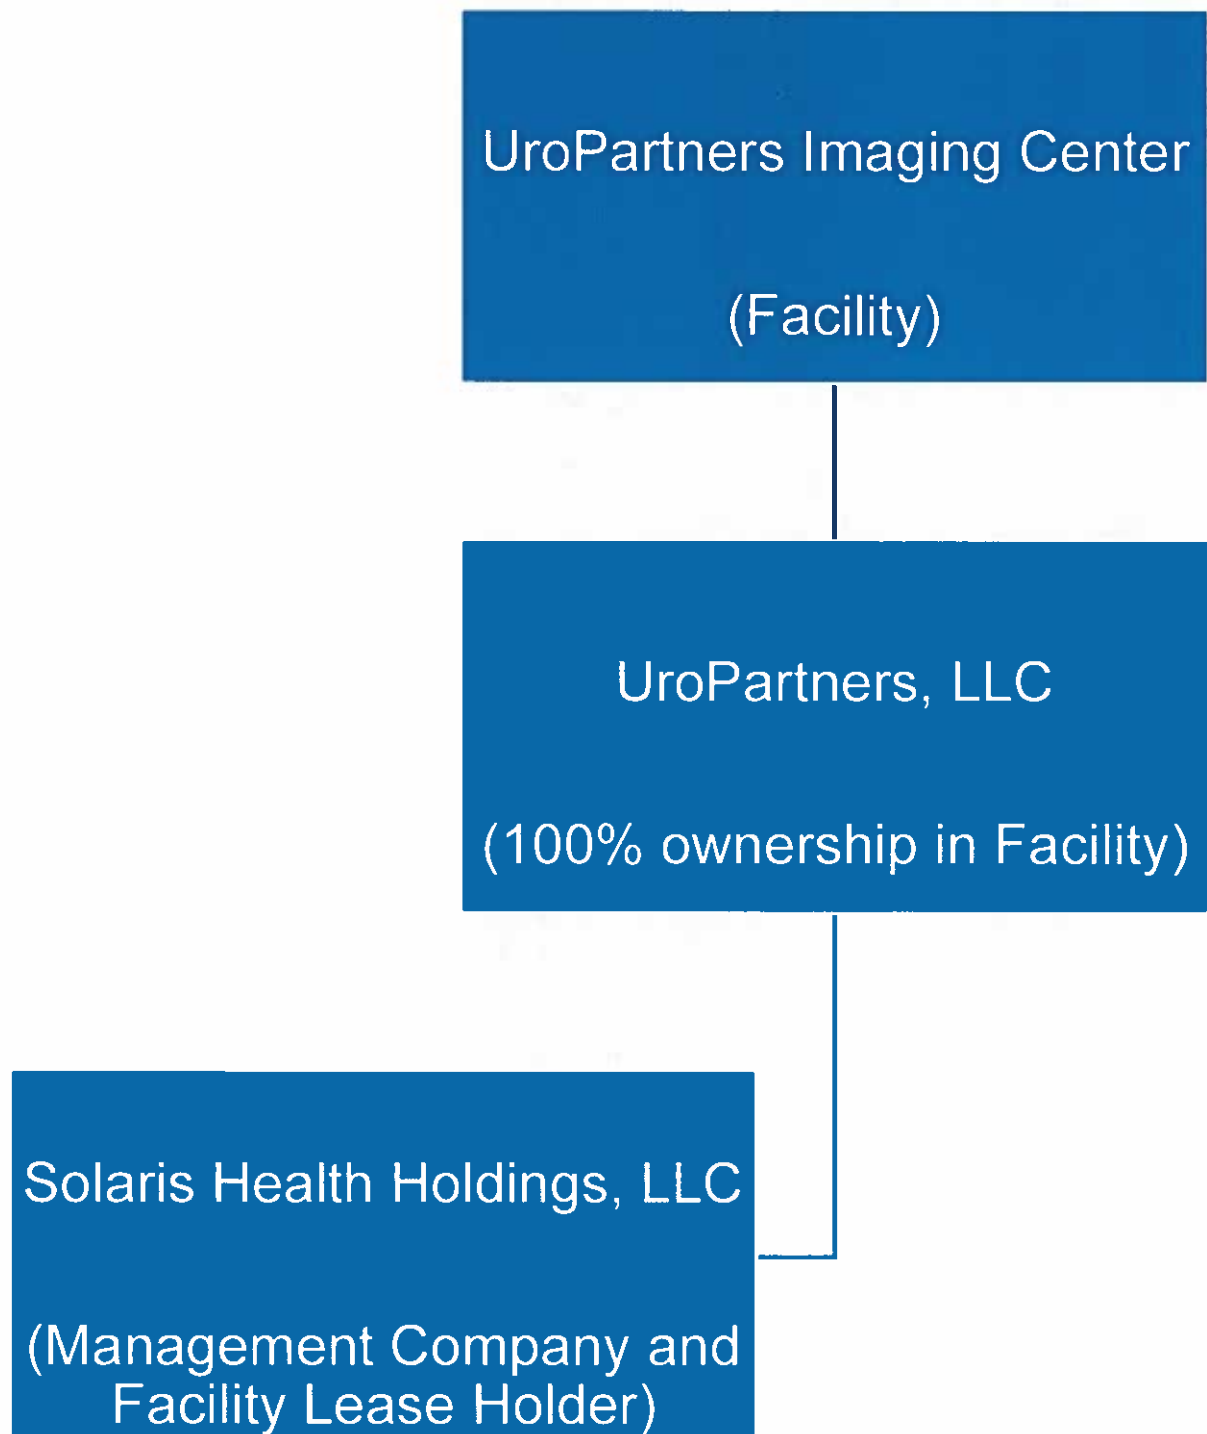 UroPartners Imaging Center
(Facility)
UroPartners, LLC
(100% ownership in Facility)
Solaris Health Holdings, LLC
(Management Company and
Facility Lease Holder)